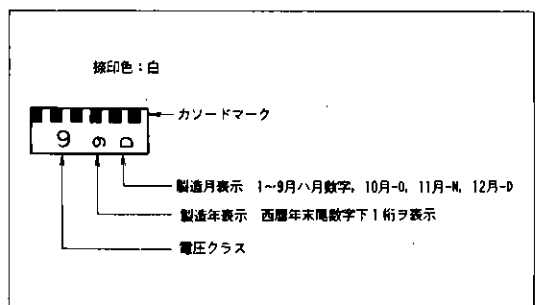 捺印色：白
カソードマーク
9 9 D
製造月表示 1～9月ハ月数字, 10月-O, 11月-N, 12月-D
製造年表示 西暦年末尾数字下1桁ヲ表示
電圧クラス